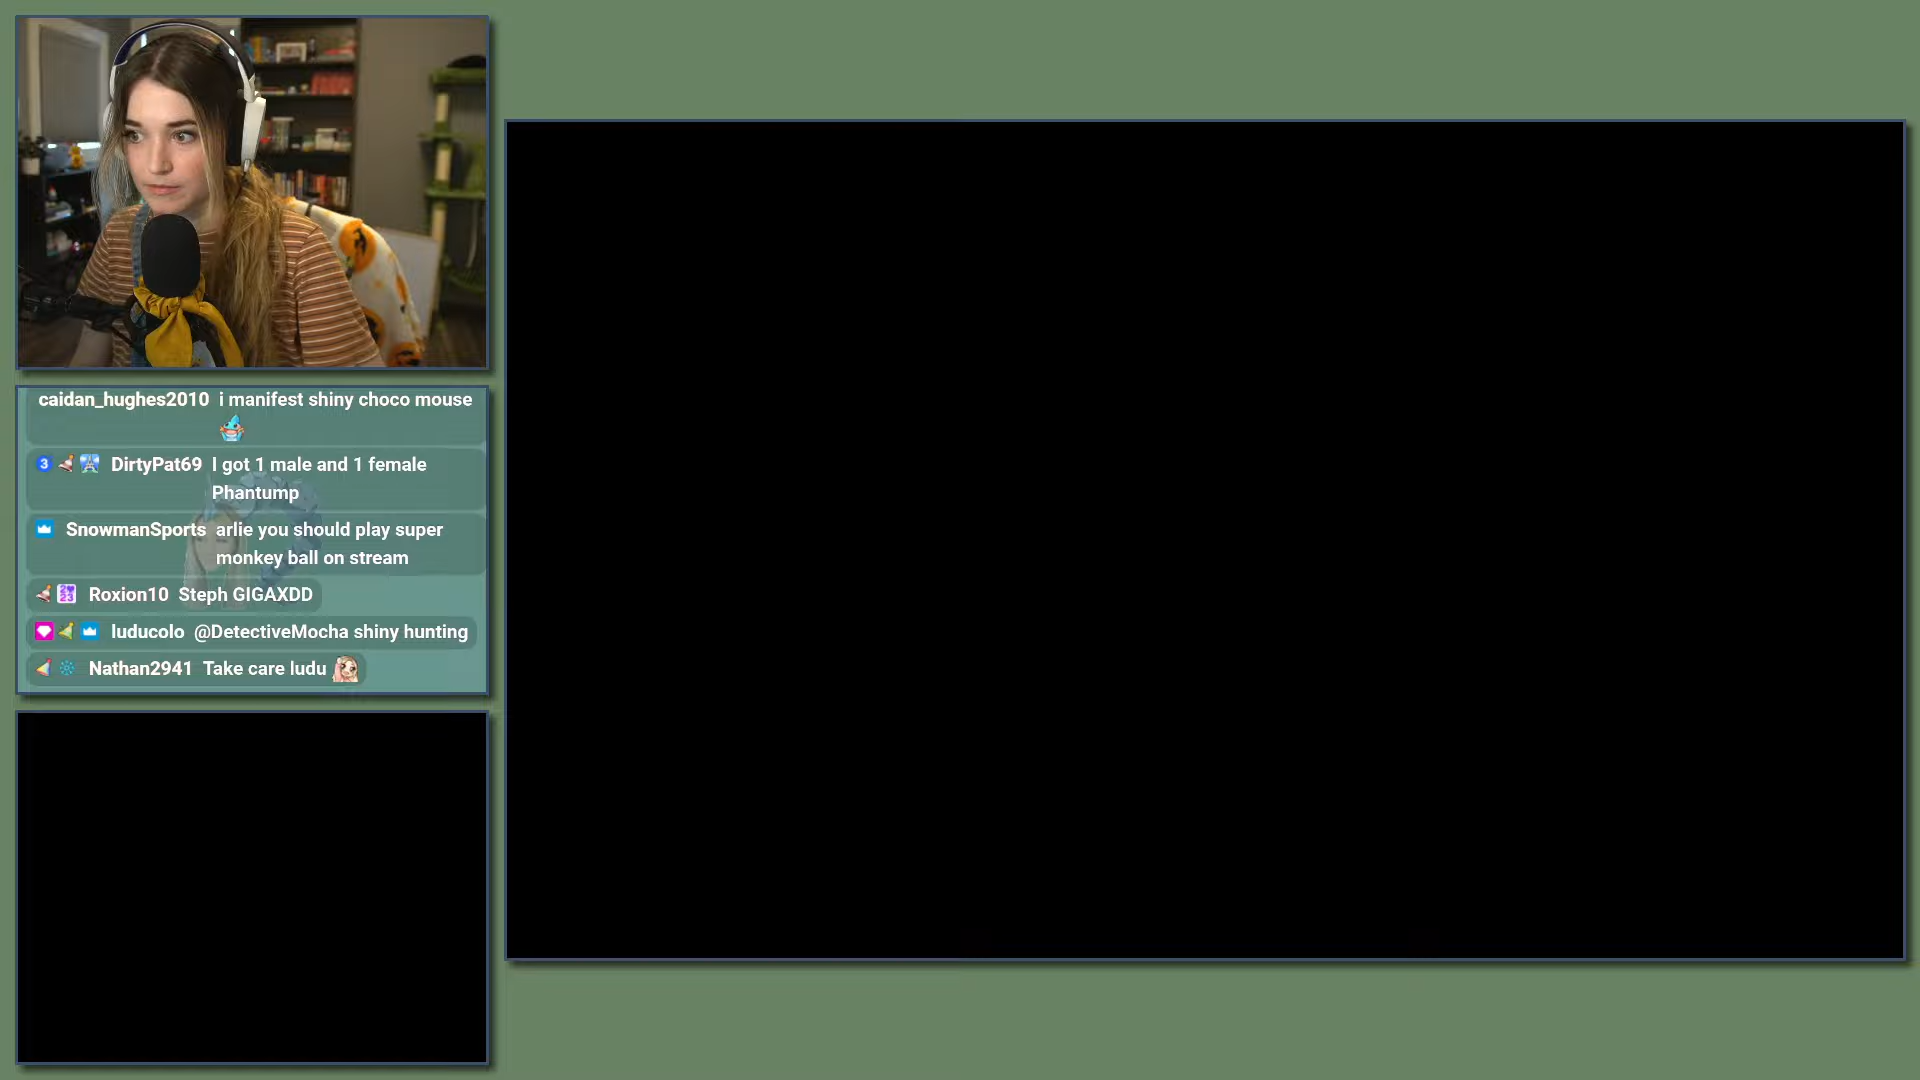 caidan_hughes2010 i manifest shiny choco mouse
3 DirtyPat69 I got 1 male and 1 female
Phantump
SnowmanSports arlie you should play super
monkey ball on stream
Roxion10 Steph GIGAXDD
luducolo @DetectiveMocha shiny hunting
Nathan2941 Take care ludu